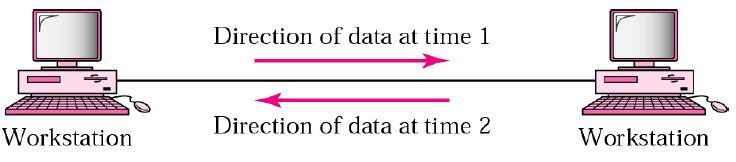 Direction of data at time 1
Direction of data at time 2
Workstation
Workstation